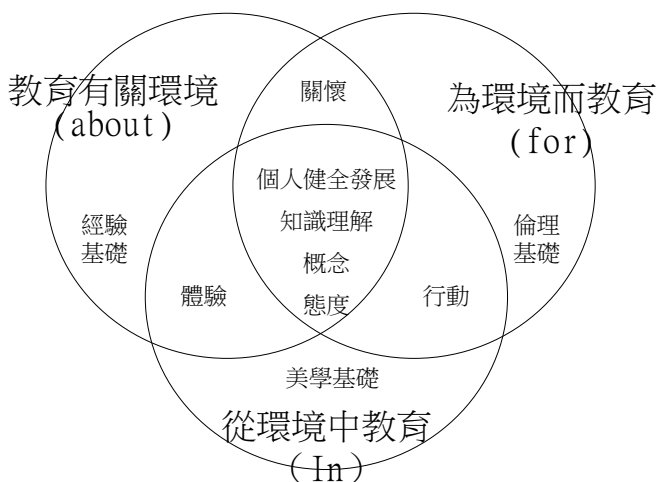 教育有關環境
(about)
關懷
為環境而教育
(for)
個人健全發展
知識理解
概念
態度
經驗
基礎
倫理
基礎
體驗
行動
美學基礎
從環境中教育
(In)